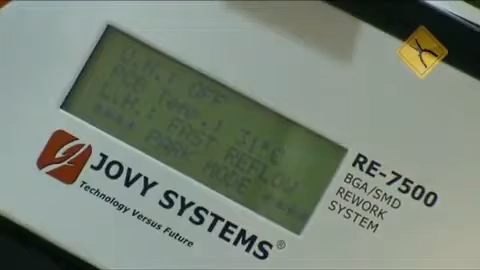 U.H.: OFF
PCB Temp.: 31°C
L.H.: FAST REFLOW
**** PARK MODE ****
JOVY SYSTEMS®
Technology Versus Future
RE-7500
BGA/SMD
REWORK
SYSTEM